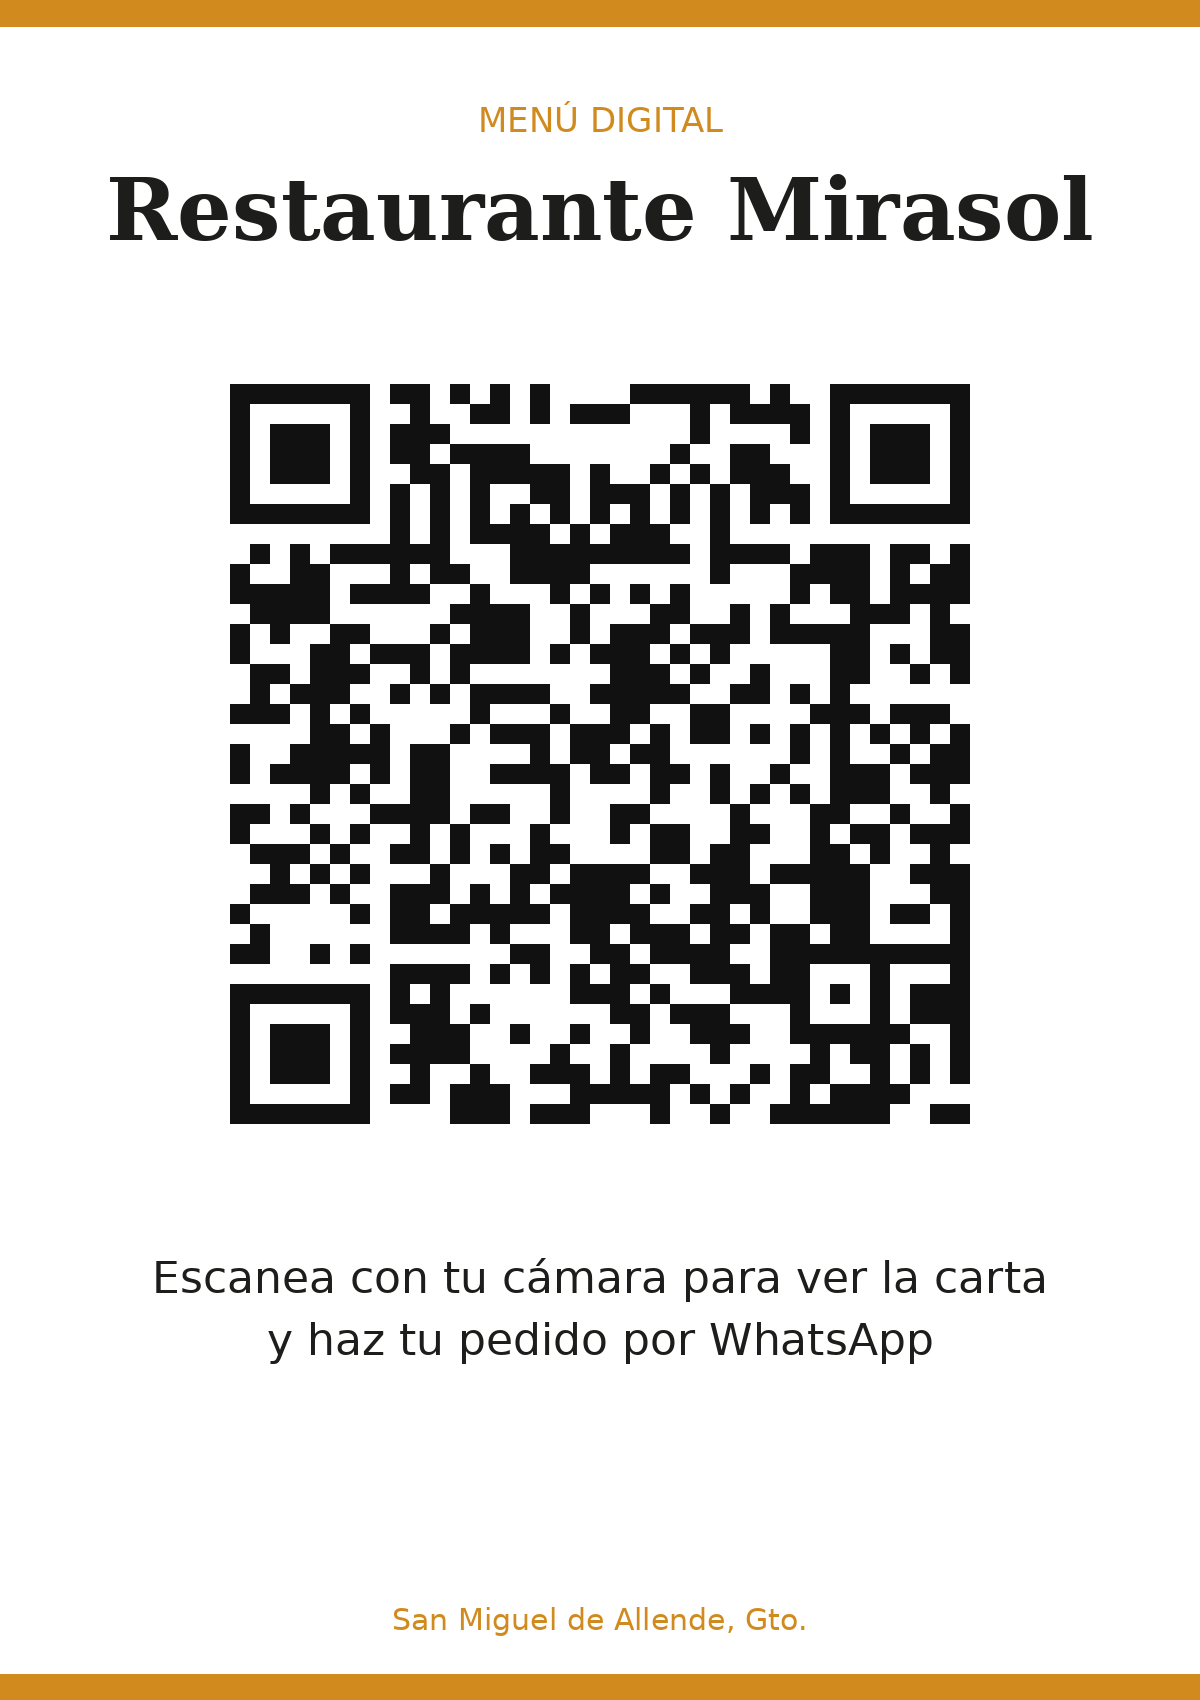 MENÚ DIGITAL
Restaurante Mirasol
Escanea con tu cámara para ver la carta
y haz tu pedido por WhatsApp
San Miguel de Allende, Gto.